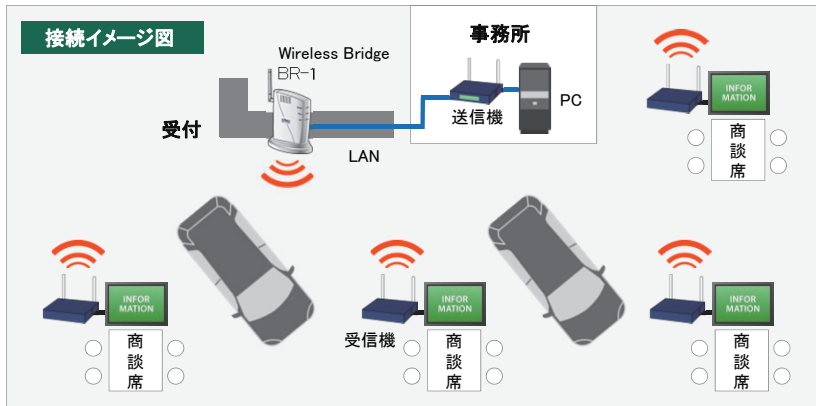 接続イメージ図
事務所
Wireless Bridge
BR-1
送信機
PC
受付
LAN
INFOR
MATION
商
談
席
INFOR
MATION
商
談
席
受信機
INFOR
MATION
商
談
席
INFOR
MATION
商
談
席